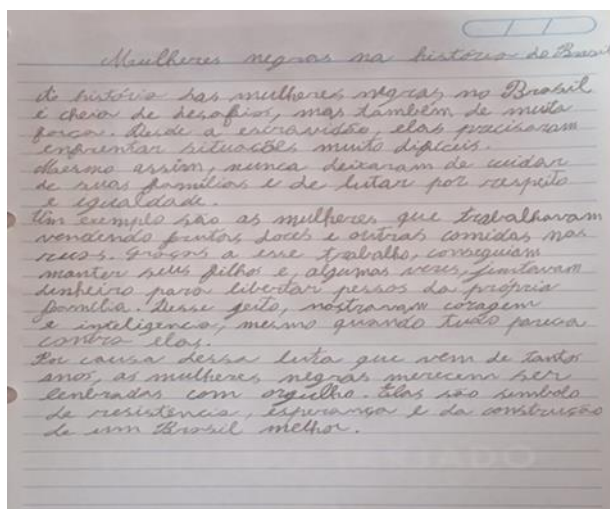 Mulheres negras na história do Brasil
A história das mulheres negras no Brasil
é cheia de desafios, mas também de muita
força. Desde a escravidão, elas precisaram
enfrentar situações muito difíceis.
Mesmo assim, nunca deixaram de cuidar
de suas famílias e de lutar por respeito
e igualdade.
Um exemplo são as mulheres que trabalhavam
vendendo frutas, doces e outras comidas nas
ruas. Graças a esse trabalho, conseguiam
manter seus filhos e, algumas vezes, juntavam
dinheiro para libertar pessoas da própria
família. Desse jeito, mostravam coragem
e inteligência, mesmo quando tudo parecia
contra elas.
Por causa dessa luta que vem de tantos
anos, as mulheres negras merecem ser
lembradas com orgulho. Elas são símbolo
de resistência, esperança e da construção
de um Brasil melhor.